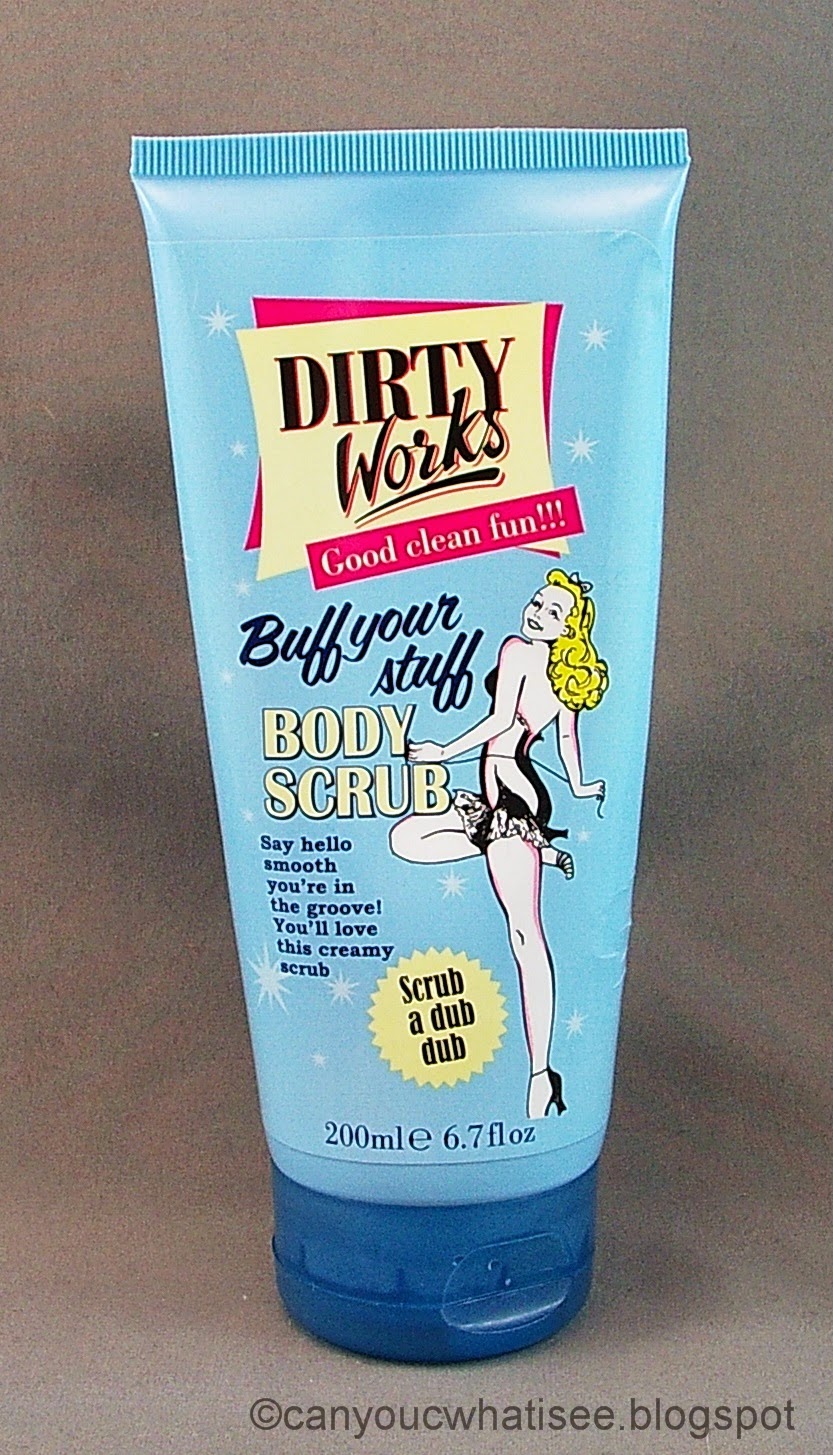 DIRTY
Works
Good clean fun!!!
Buff your
stuff
BODY
SCRUB
Say hello
smooth
you're in
the groove!
You'll love
this creamy
scrub
Scrub
a dub
dub
200ml℮ 6.7fl oz
©canyoucwhatisee.blogspot